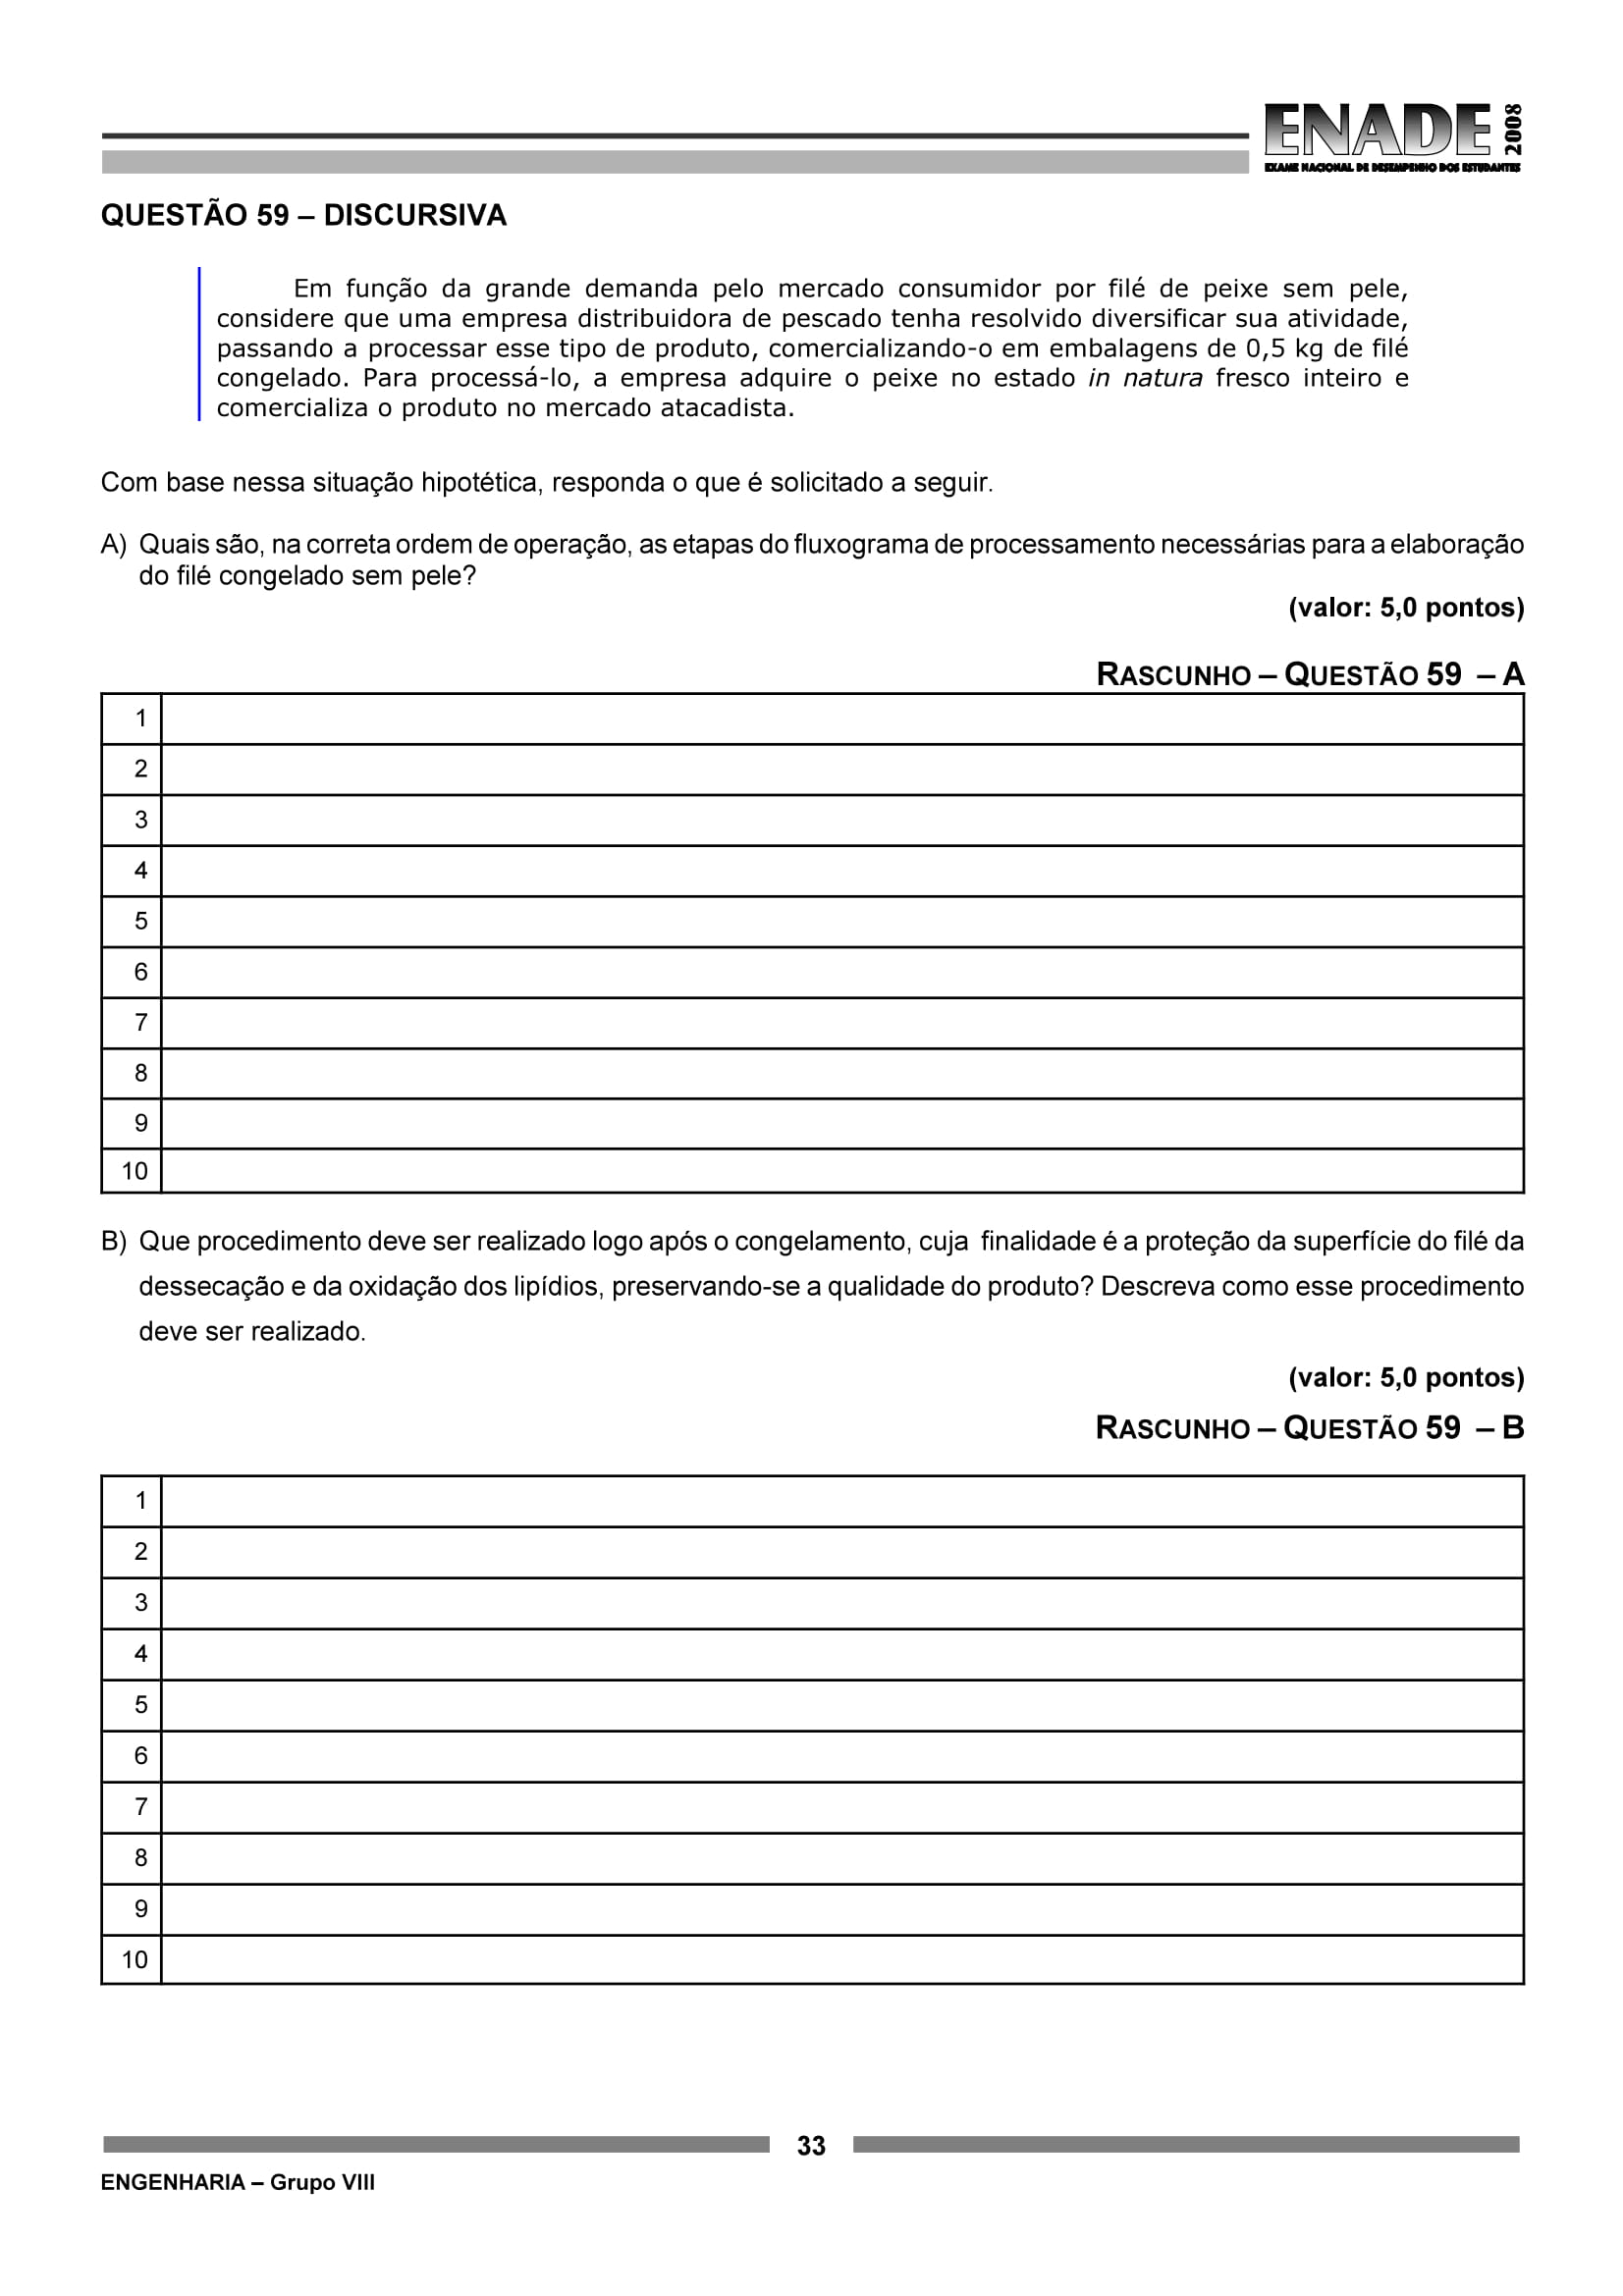 ENADE 2008
EXAME NACIONAL DE DESEMPENHO DOS ESTUDANTES
QUESTÃO 59 – DISCURSIVA
Em função da grande demanda pelo mercado consumidor por filé de peixe sem pele,
considere que uma empresa distribuidora de pescado tenha resolvido diversificar sua atividade,
passando a processar esse tipo de produto, comercializando-o em embalagens de 0,5 kg de filé
congelado. Para processá-lo, a empresa adquire o peixe no estado in natura fresco inteiro e
comercializa o produto no mercado atacadista.
Com base nessa situação hipotética, responda o que é solicitado a seguir.
A) Quais são, na correta ordem de operação, as etapas do fluxograma de processamento necessárias para a elaboração
do filé congelado sem pele?
(valor: 5,0 pontos)
RASCUNHO – QUESTÃO 59 – A
1
2
3
4
5
6
7
8
9
10
B) Que procedimento deve ser realizado logo após o congelamento, cuja finalidade é a proteção da superfície do filé da
dessecação e da oxidação dos lipídios, preservando-se a qualidade do produto? Descreva como esse procedimento
deve ser realizado.
(valor: 5,0 pontos)
RASCUNHO – QUESTÃO 59 – B
1
2
3
4
5
6
7
8
9
10
33
ENGENHARIA – Grupo VIII